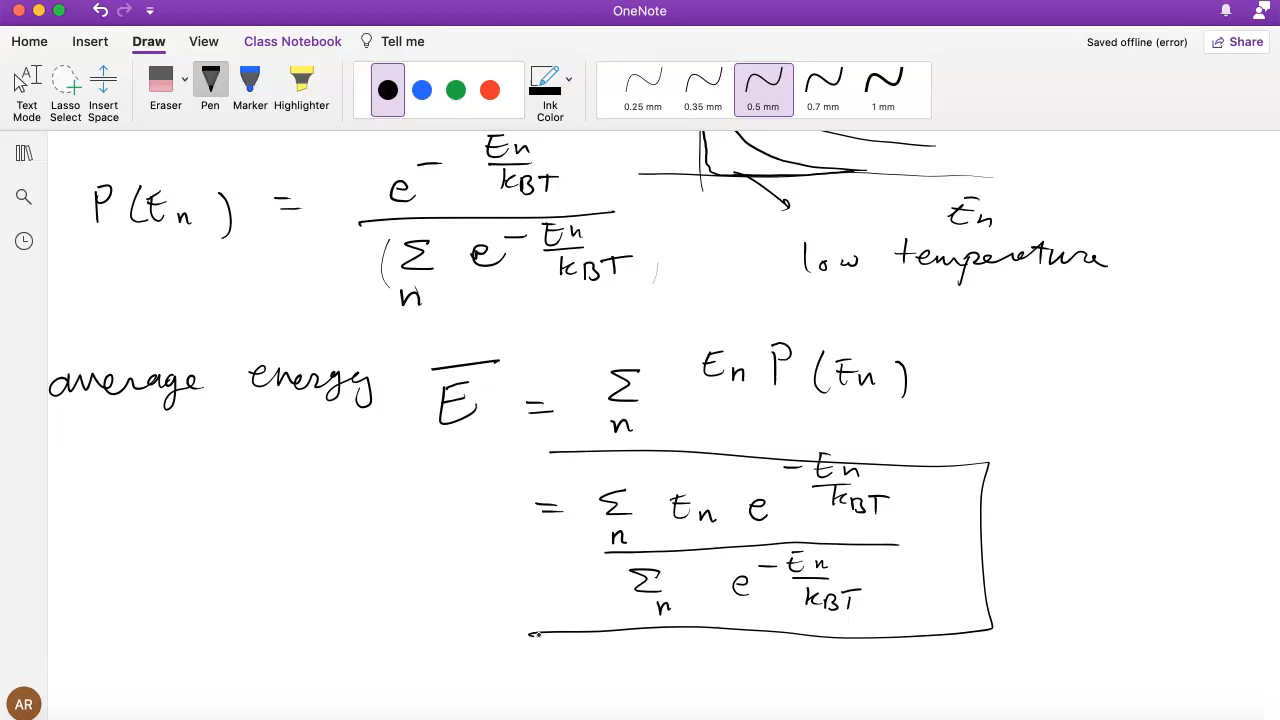 OneNote
Home Insert Draw View Class Notebook Tell me Saved offline (error) Share
Text Mode Lasso Select Insert Space Eraser Pen Marker Highlighter Ink Color 0.25 mm 0.35 mm 0.5 mm 0.7 mm 1 mm
P(En) = e^{-En/kBT} / (Σn e^{-En/kBT})
En
low temperature
average energy E̅ = Σn En P(En)
= Σn En e^{-En/kBT} / Σn e^{-En/kBT}
AR